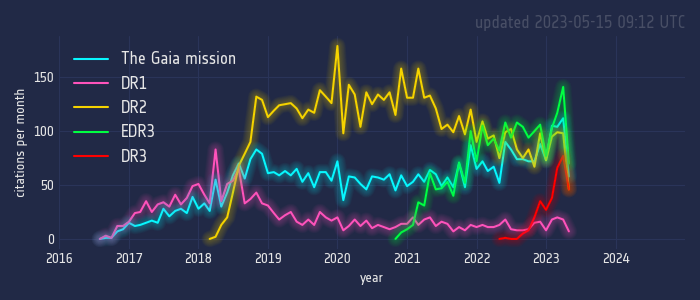 updated 2023-05-15 09:12 UTC
The Gaia mission
DR1
DR2
EDR3
DR3
citations per month
150
100
50
0
2016 2017 2018 2019 2020 2021 2022 2023 2024
year